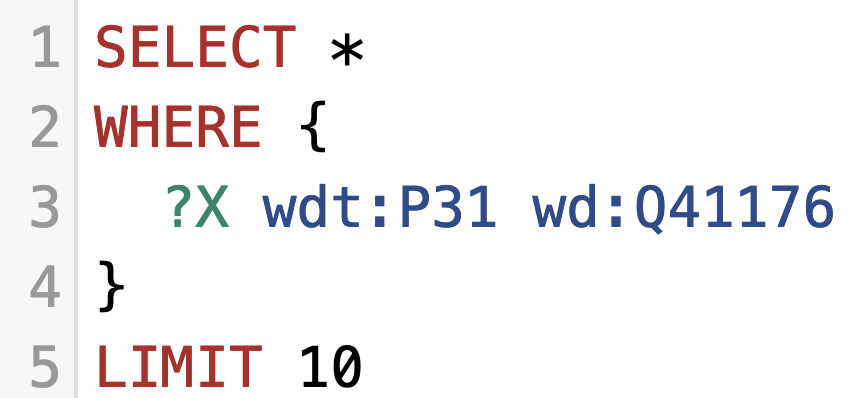 1 SELECT *
2 WHERE {
3   ?X wdt:P31 wd:Q41176
4 }
5 LIMIT 10